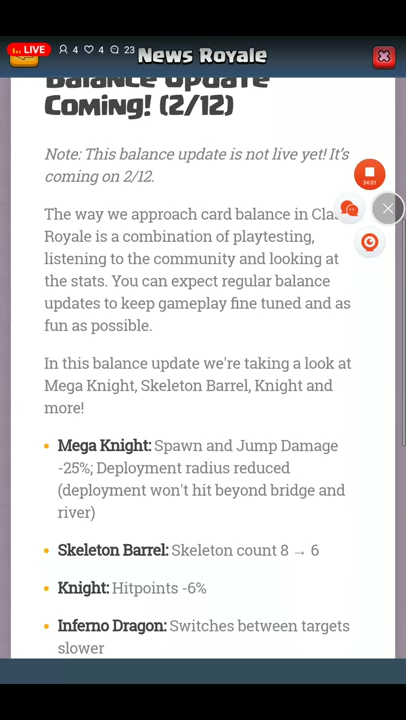 LIVE 4 4 23 News Royale
Balance Update
Coming! (2/12)
34:01
Note: This balance update is not live yet! It's
coming on 2/12.
The way we approach card balance in Cla
Royale is a combination of playtesting,
listening to the community and looking at
the stats. You can expect regular balance
updates to keep gameplay fine tuned and as
fun as possible.
In this balance update we're taking a look at
Mega Knight, Skeleton Barrel, Knight and
more!
Mega Knight: Spawn and Jump Damage
-25%; Deployment radius reduced
(deployment won't hit beyond bridge and
river)
Skeleton Barrel: Skeleton count 8 → 6
Knight: Hitpoints -6%
Inferno Dragon: Switches between targets
slower